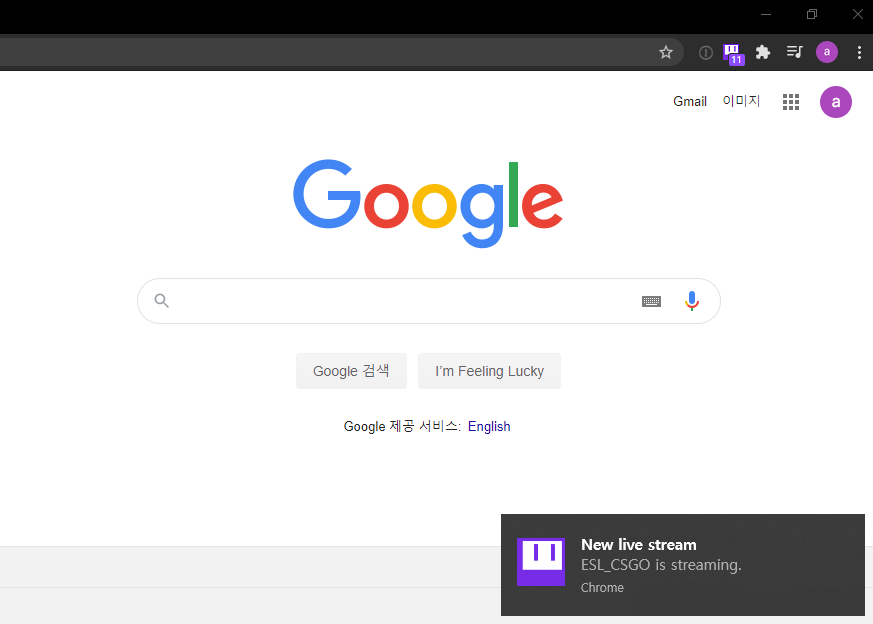 11
a
Gmail 이미지
a
Google
Google 검색 I'm Feeling Lucky
Google 제공 서비스: English
New live stream
ESL_CSGO is streaming.
Chrome